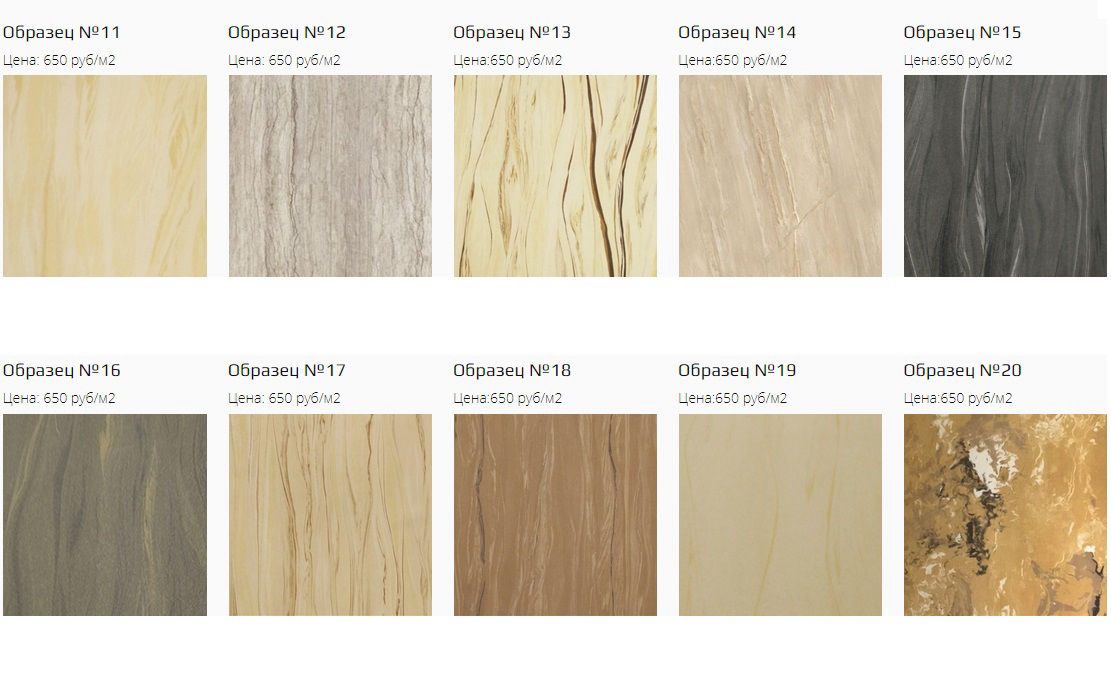 Образец №11
Цена: 650 руб/м2
Образец №12
Цена: 650 руб/м2
Образец №13
Цена:650 руб/м2
Образец №14
Цена:650 руб/м2
Образец №15
Цена:650 руб/м2
Образец №16
Цена: 650 руб/м2
Образец №17
Цена: 650 руб/м2
Образец №18
Цена:650 руб/м2
Образец №19
Цена:650 руб/м2
Образец №20
Цена:650 руб/м2